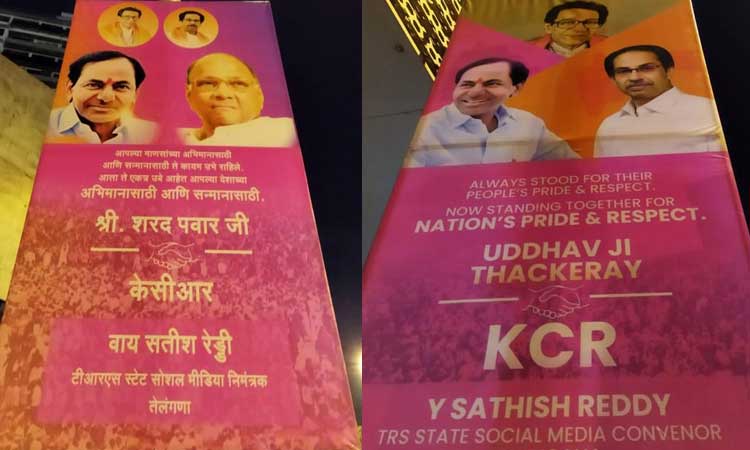 आपल्या माणसांच्या अभिमानासाठी
आणि सन्मानासाठी ते कायम उभे राहिले.
आता ते एकत्र उभे आहेत आपल्या देशाच्या
अभिमानासाठी आणि सन्मानासाठी.
श्री. शरद पवार जी
केसीआर
वाय सतीश रेड्डी
टीआरएस स्टेट सोशल मीडिया निमंत्रक
तेलंगणा
ALWAYS STOOD FOR THEIR
PEOPLE'S PRIDE & RESPECT.
NOW STANDING TOGETHER FOR
NATION'S PRIDE & RESPECT.
UDDHAV JI
THACKERAY
KCR
Y SATHISH REDDY
TRS STATE SOCIAL MEDIA CONVENOR